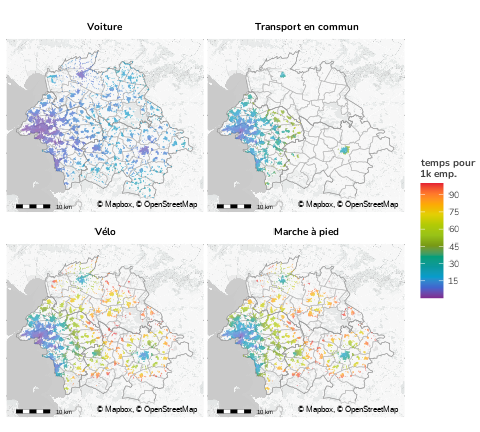 Voiture
Transport en commun
10 km
© Mapbox, © OpenStreetMap
10 km
© Mapbox, © OpenStreetMap
temps pour
1k emp.
90
75
60
45
30
15
Vélo
Marche à pied
10 km
© Mapbox, © OpenStreetMap
10 km
© Mapbox, © OpenStreetMap